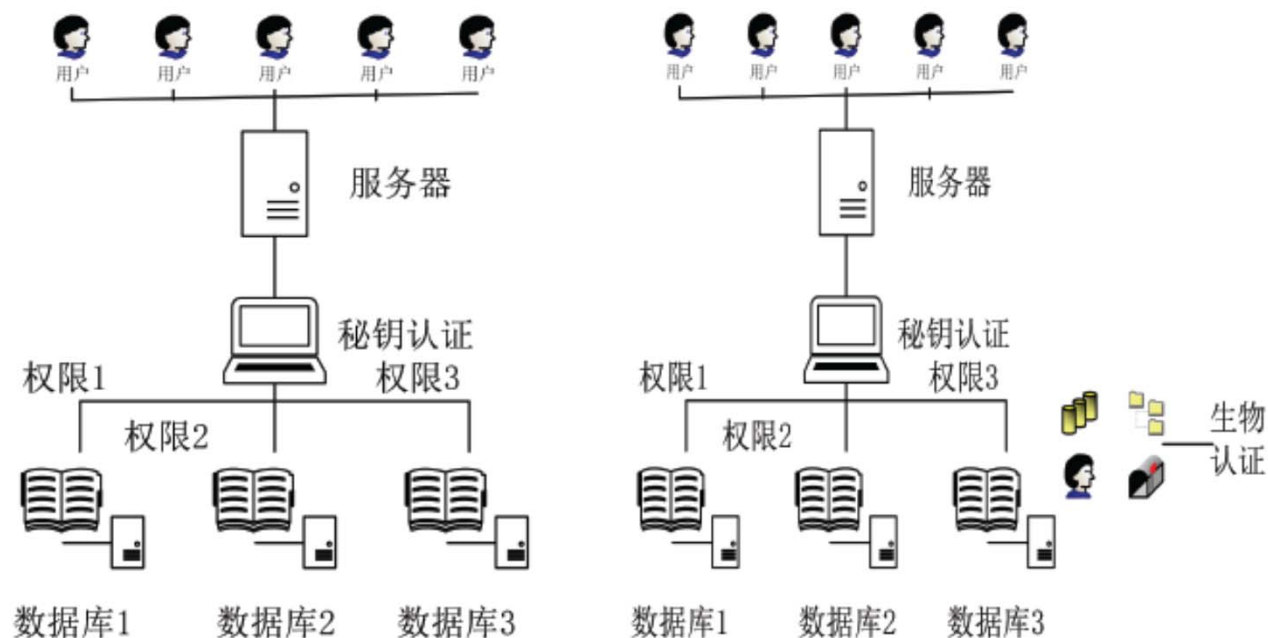 用户 用户 用户 用户 用户
服务器
秘钥认证
权限1
权限3
权限2
数据库1 数据库2 数据库3
用户 用户 用户 用户 用户
服务器
秘钥认证
权限1
权限3
权限2
生物
认证
数据库1 数据库2 数据库3